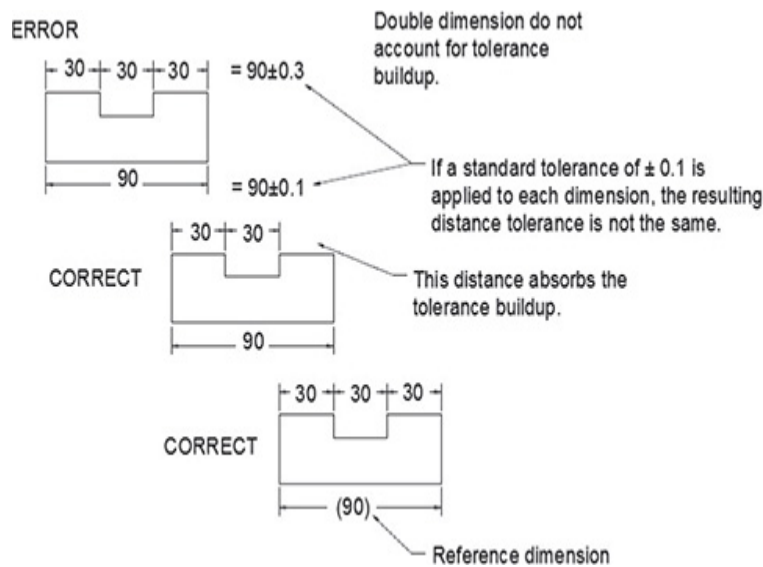 ERROR
Double dimension do not
account for tolerance
buildup.
30 30 30 = 90±0.3
90 = 90±0.1
If a standard tolerance of ± 0.1 is
applied to each dimension, the resulting
distance tolerance is not the same.
30 30
CORRECT
This distance absorbs the
tolerance buildup.
90
30 30 30
CORRECT
(90)
Reference dimension